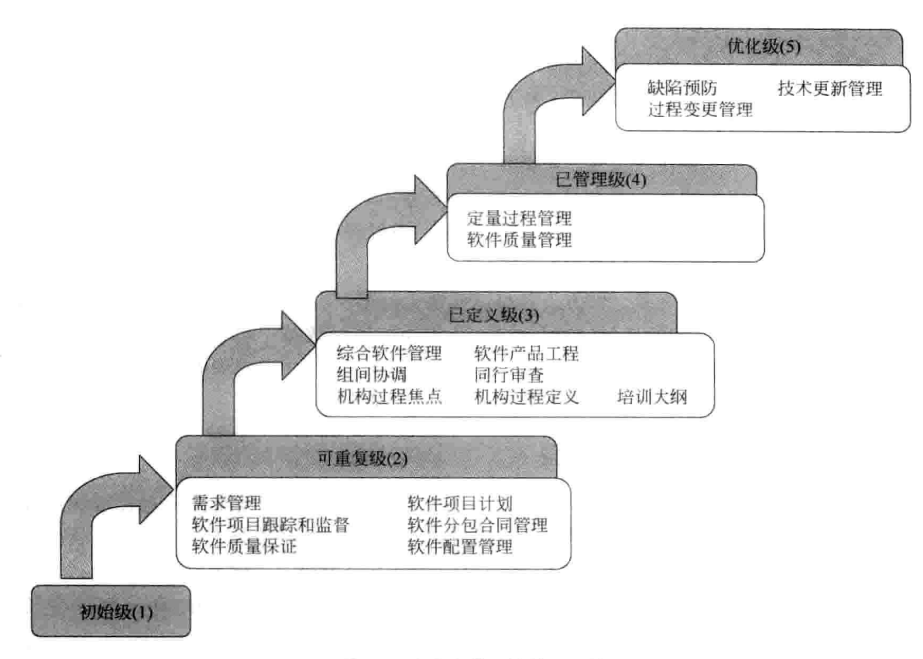 优化级(5)
缺陷预防 技术更新管理
过程变更管理
已管理级(4)
定量过程管理
软件质量管理
已定义级(3)
综合软件管理 软件产品工程
组间协调 同行审查
机构过程焦点 机构过程定义 培训大纲
可重复级(2)
需求管理 软件项目计划
软件项目跟踪和监督 软件分包合同管理
软件质量保证 软件配置管理
初始级(1)